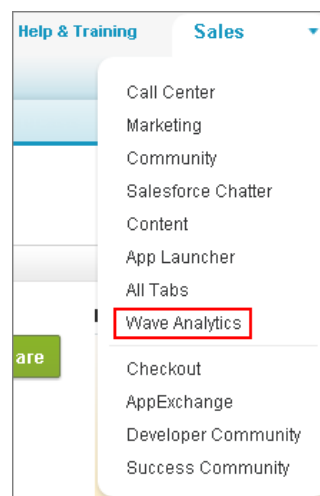 Help & Training Sales
Call Center
Marketing
Community
Salesforce Chatter
Content
App Launcher
All Tabs
Wave Analytics
are
Checkout
AppExchange
Developer Community
Success Community